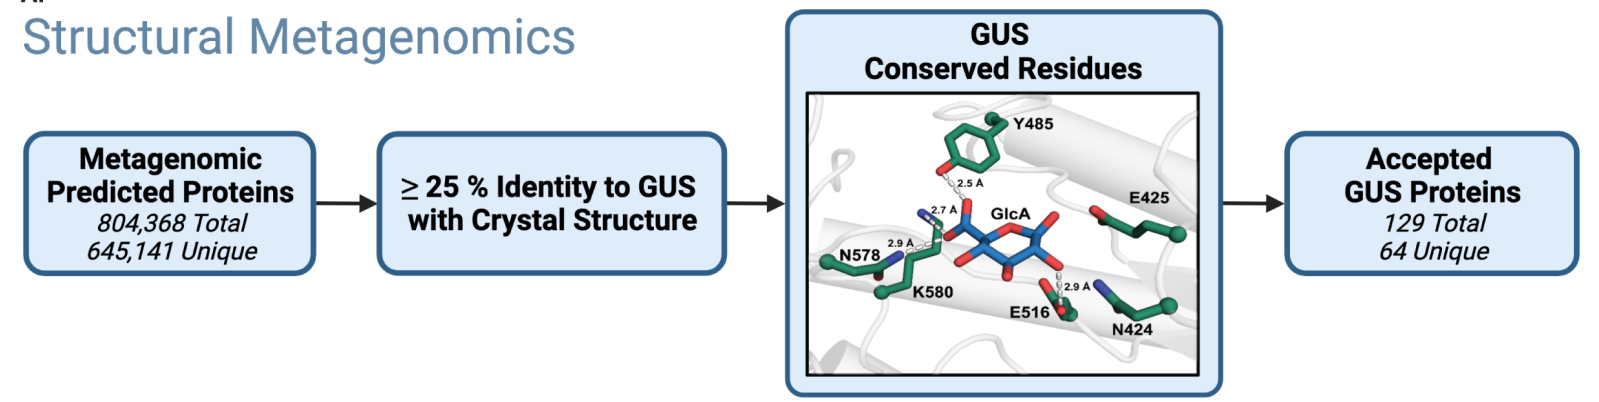 Structural Metagenomics
Metagenomic
Predicted Proteins
804,368 Total
645,141 Unique
≥ 25 % Identity to GUS
with Crystal Structure
GUS
Conserved Residues
Y485
2.5 Å
E425
2.7 Å
GlcA
2.9 Å
N578
K580
2.9 Å
E516
N424
Accepted
GUS Proteins
129 Total
64 Unique